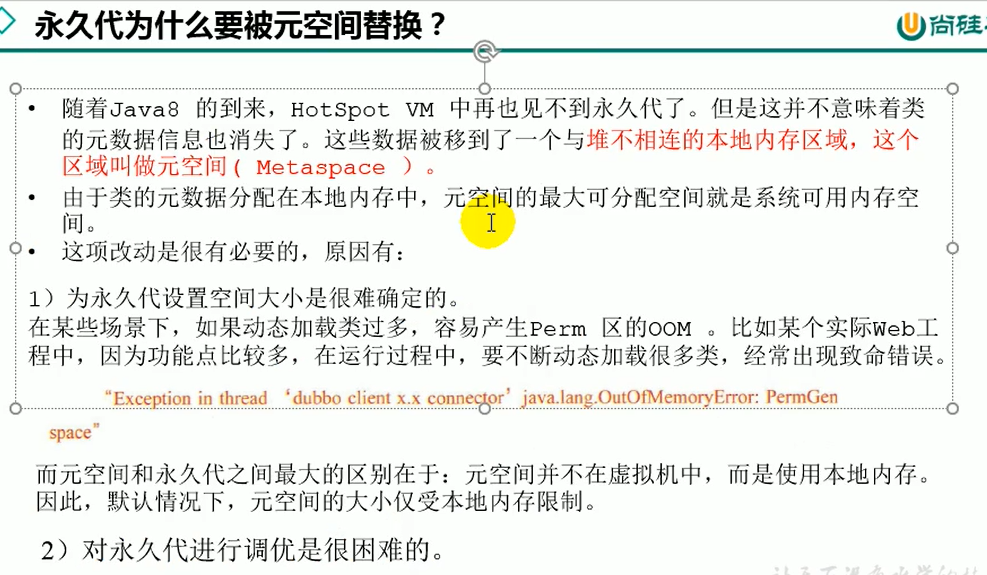 永久代为什么要被元空间替换？
尚硅
• 随着Java8 的到来，HotSpot VM 中再也见不到永久代了。但是这并不意味着类
的元数据信息也消失了。这些数据被移到了一个与堆不相连的本地内存区域，这个
区域叫做元空间( Metaspace ）。
• 由于类的元数据分配在本地内存中，元空间的最大可分配空间就是系统可用内存空
间。
• 这项改动是很有必要的，原因有：
1）为永久代设置空间大小是很难确定的。
在某些场景下，如果动态加载类过多，容易产生Perm 区的OOM 。比如某个实际Web工
程中，因为功能点比较多，在运行过程中，要不断动态加载很多类，经常出现致命错误。
“Exception in thread ‘dubbo client x.x connector’ java.lang.OutOfMemoryError: PermGen
space”
而元空间和永久代之间最大的区别在于：元空间并不在虚拟机中，而是使用本地内存。
因此，默认情况下，元空间的大小仅受本地内存限制。
2）对永久代进行调优是很困难的。